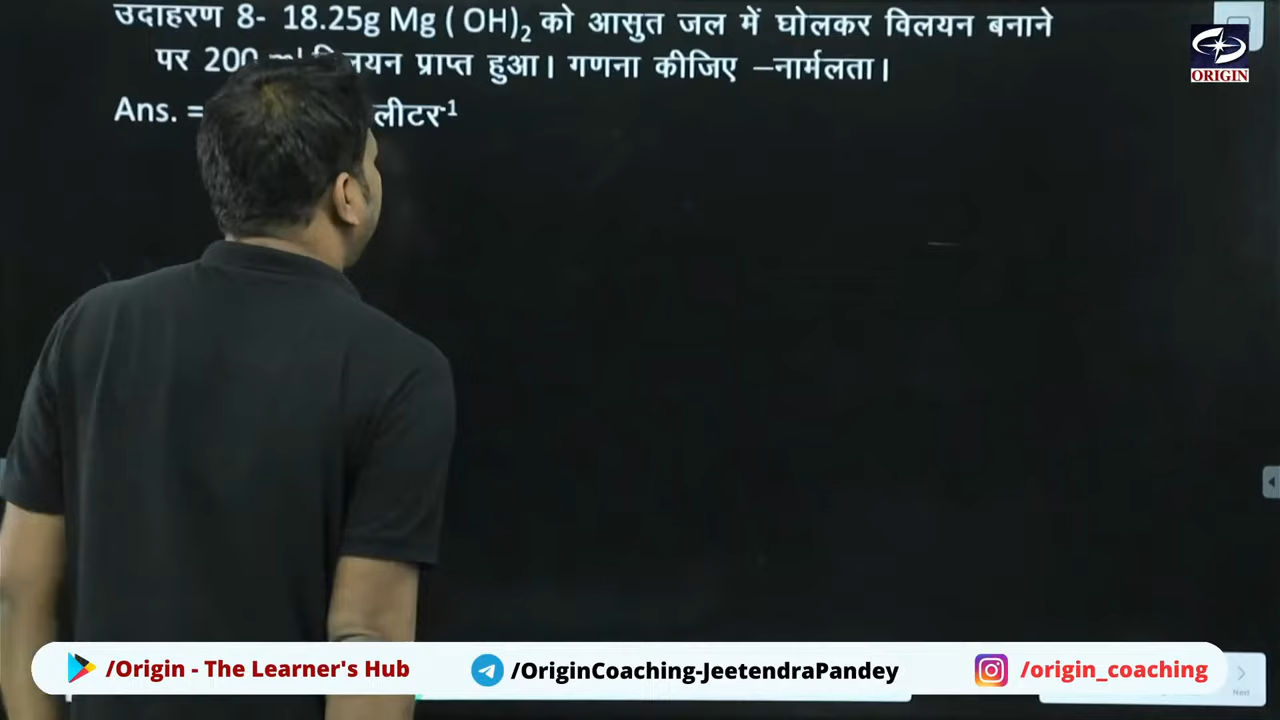 उदाहरण 8- 18.25g Mg ( OH)₂ को आसुत जल में घोलकर विलयन बनाने
पर 200 प्राप्त हुआ। गणना कीजिए –नार्मलता।
Ans. = लीटर⁻¹
ORIGIN
/Origin - The Learner's Hub
/OriginCoaching-JeetendraPandey
/origin_coaching
Next